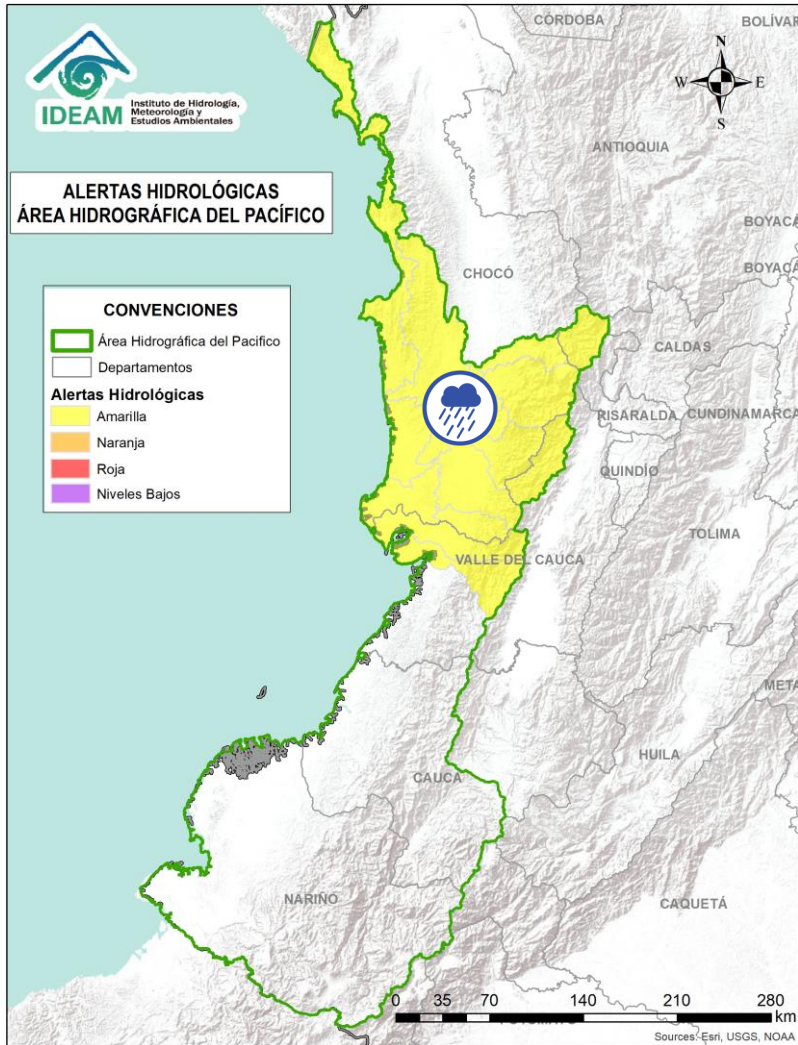 IDEAM
Instituto de Hidrología,
Meteorología y
Estudios Ambientales
ALERTAS HIDROLÓGICAS
ÁREA HIDROGRÁFICA DEL PACÍFICO
CONVENCIONES
Área Hidrográfica del Pacifico
Departamentos
Alertas Hidrológicas
Amarilla
Naranja
Roja
Niveles Bajos
N
W E
S
CÓRDOBA
BOLÍVAR
ANTIOQUIA
BOYACÁ
BOYACÁ
CHOCÓ
CALDAS
RISARALDA
CUNDINAMARCA
QUINDÍO
TOLIMA
VALLE DEL CAUCA
META
HUILA
CAUCA
NARIÑO
CAQUETÁ
0 35 70 140 210 280
km
Sources: Esri, USGS, NOAA